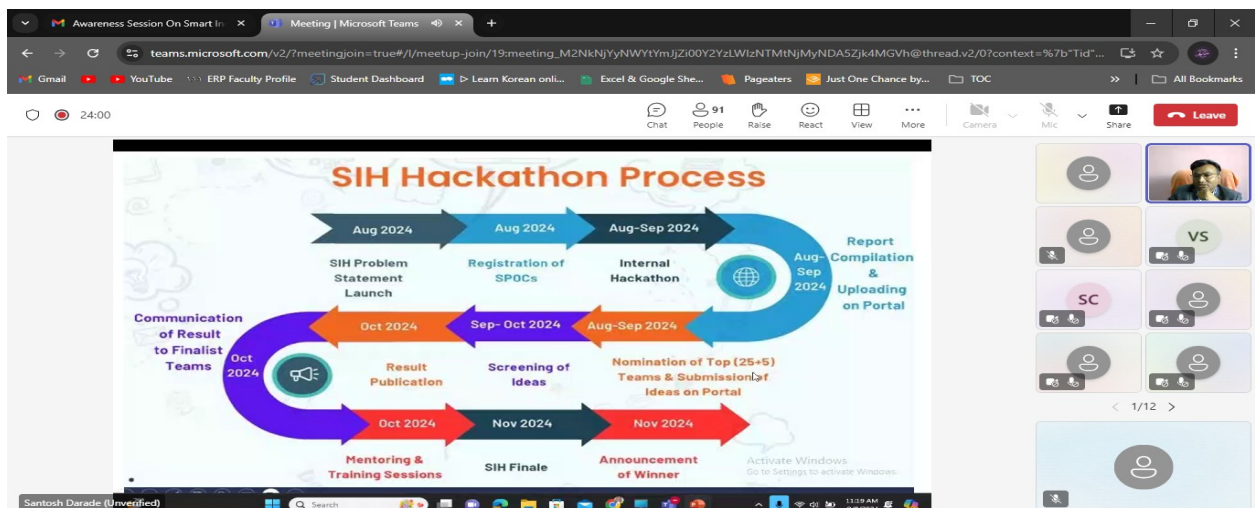 Awareness Session On Smart In
Meeting | Microsoft Teams
teams.microsoft.com/v2/?meetingjoin=true#/l/meetup-join/19:meeting_M2NkNjYyNWYtYmJjZi00Y2YzLWIzNTMtNjMyNDA5Zjk4MGVh@thread.v2/0?context=%7b"Tid"...
Gmail
YouTube
ERP Faculty Profile
Student Dashboard
ᐅ Learn Korean onli...
Excel & Google She...
Pageaters
Just One Chance by...
TOC
»
All Bookmarks
24:00
Chat
91
People
Raise
React
View
More
Camera
Mic
Share
Leave
SIH Hackathon Process
Aug 2024
Aug 2024
Aug-Sep 2024
SIH Problem
Statement
Launch
Registration of
SPOCs
Internal
Hackathon
Aug-
Sep
2024
Report
Compilation
&
Uploading
on Portal
Communication
of Result
to Finalist
Teams
Oct
2024
Oct 2024
Sep- Oct 2024
Aug-Sep 2024
Result
Publication
Screening of
Ideas
Nomination of Top (25+5)
Teams & Submission of
Ideas on Portal
Oct 2024
Nov 2024
Nov 2024
Mentoring &
Training Sessions
SIH Finale
Announcement
of Winner
Activate Windows
Go to Settings to activate Windows.
VS
SC
< 1/12 >
Santosh Darade (Unverified)
Search
11:19 AM